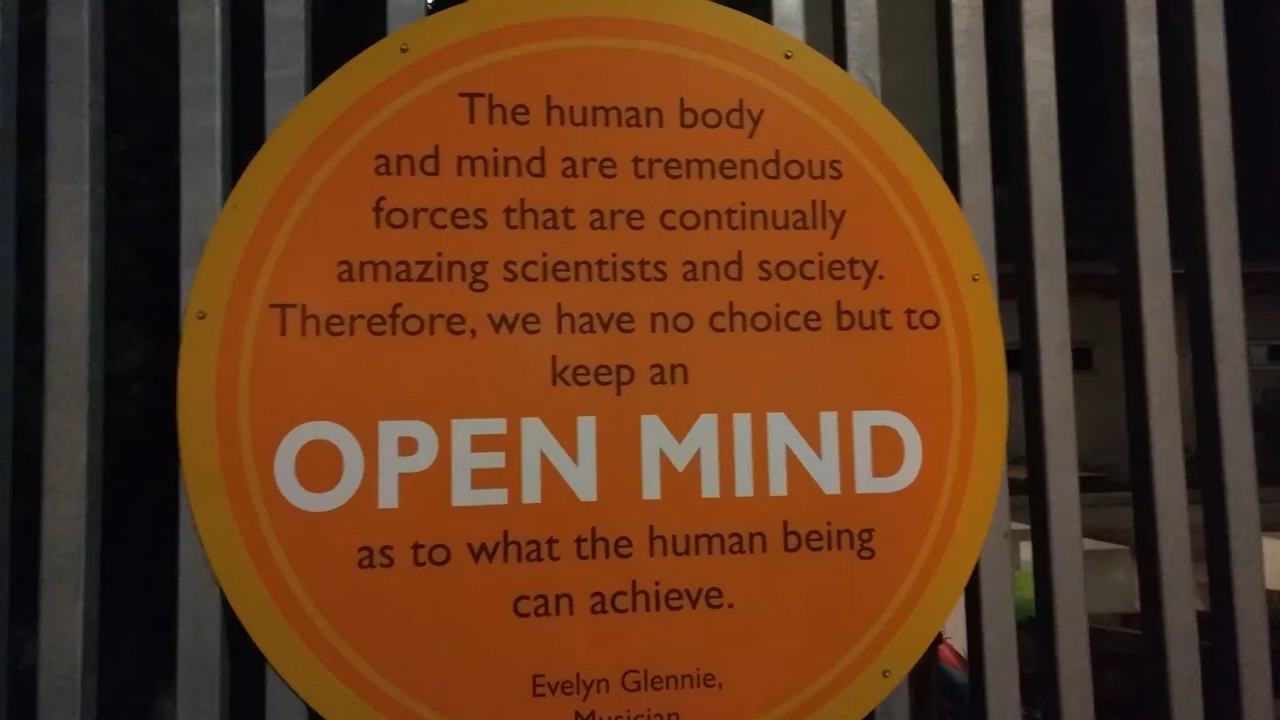 The human body
and mind are tremendous
forces that are continually
amazing scientists and society.
Therefore, we have no choice but to
keep an
OPEN MIND
as to what the human being
can achieve.
Evelyn Glennie,
Musician